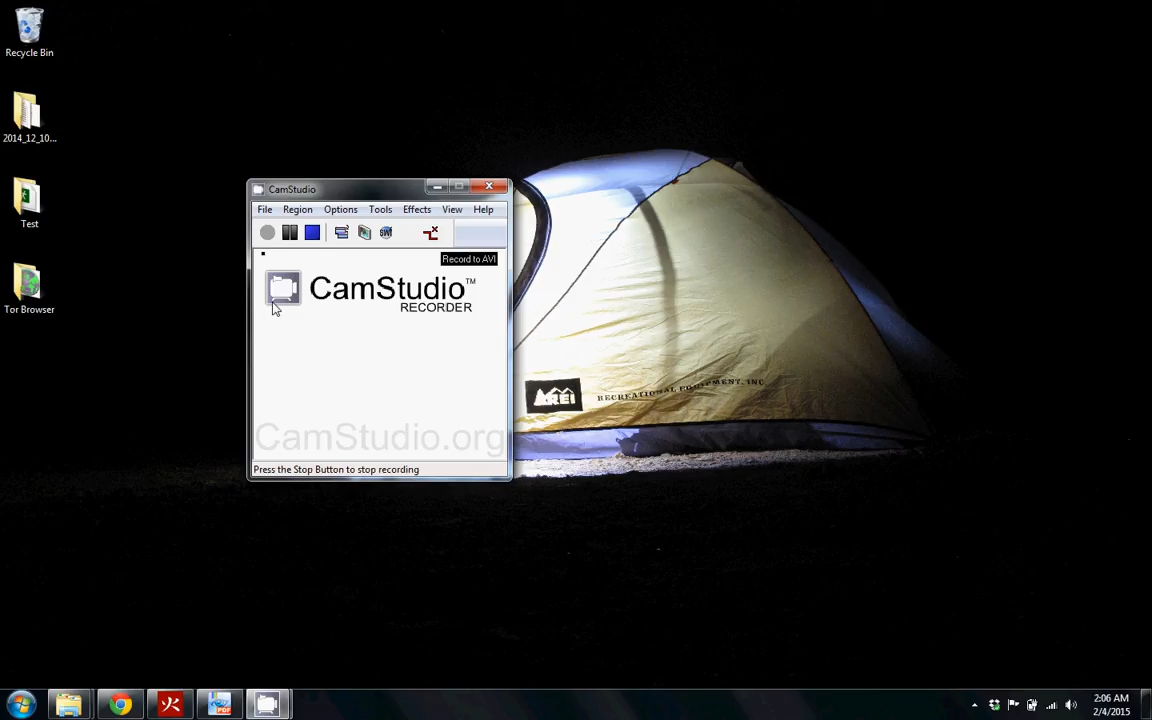 Recycle Bin
2014_12_10...
Test
Tor Browser
CamStudio
File Region Options Tools Effects View Help
Record to AVI
CamStudio™
RECORDER
CamStudio.org
Press the Stop Button to stop recording
REI RECREATIONAL EQUIPMENT, INC
PDF
2:06 AM
2/4/2015